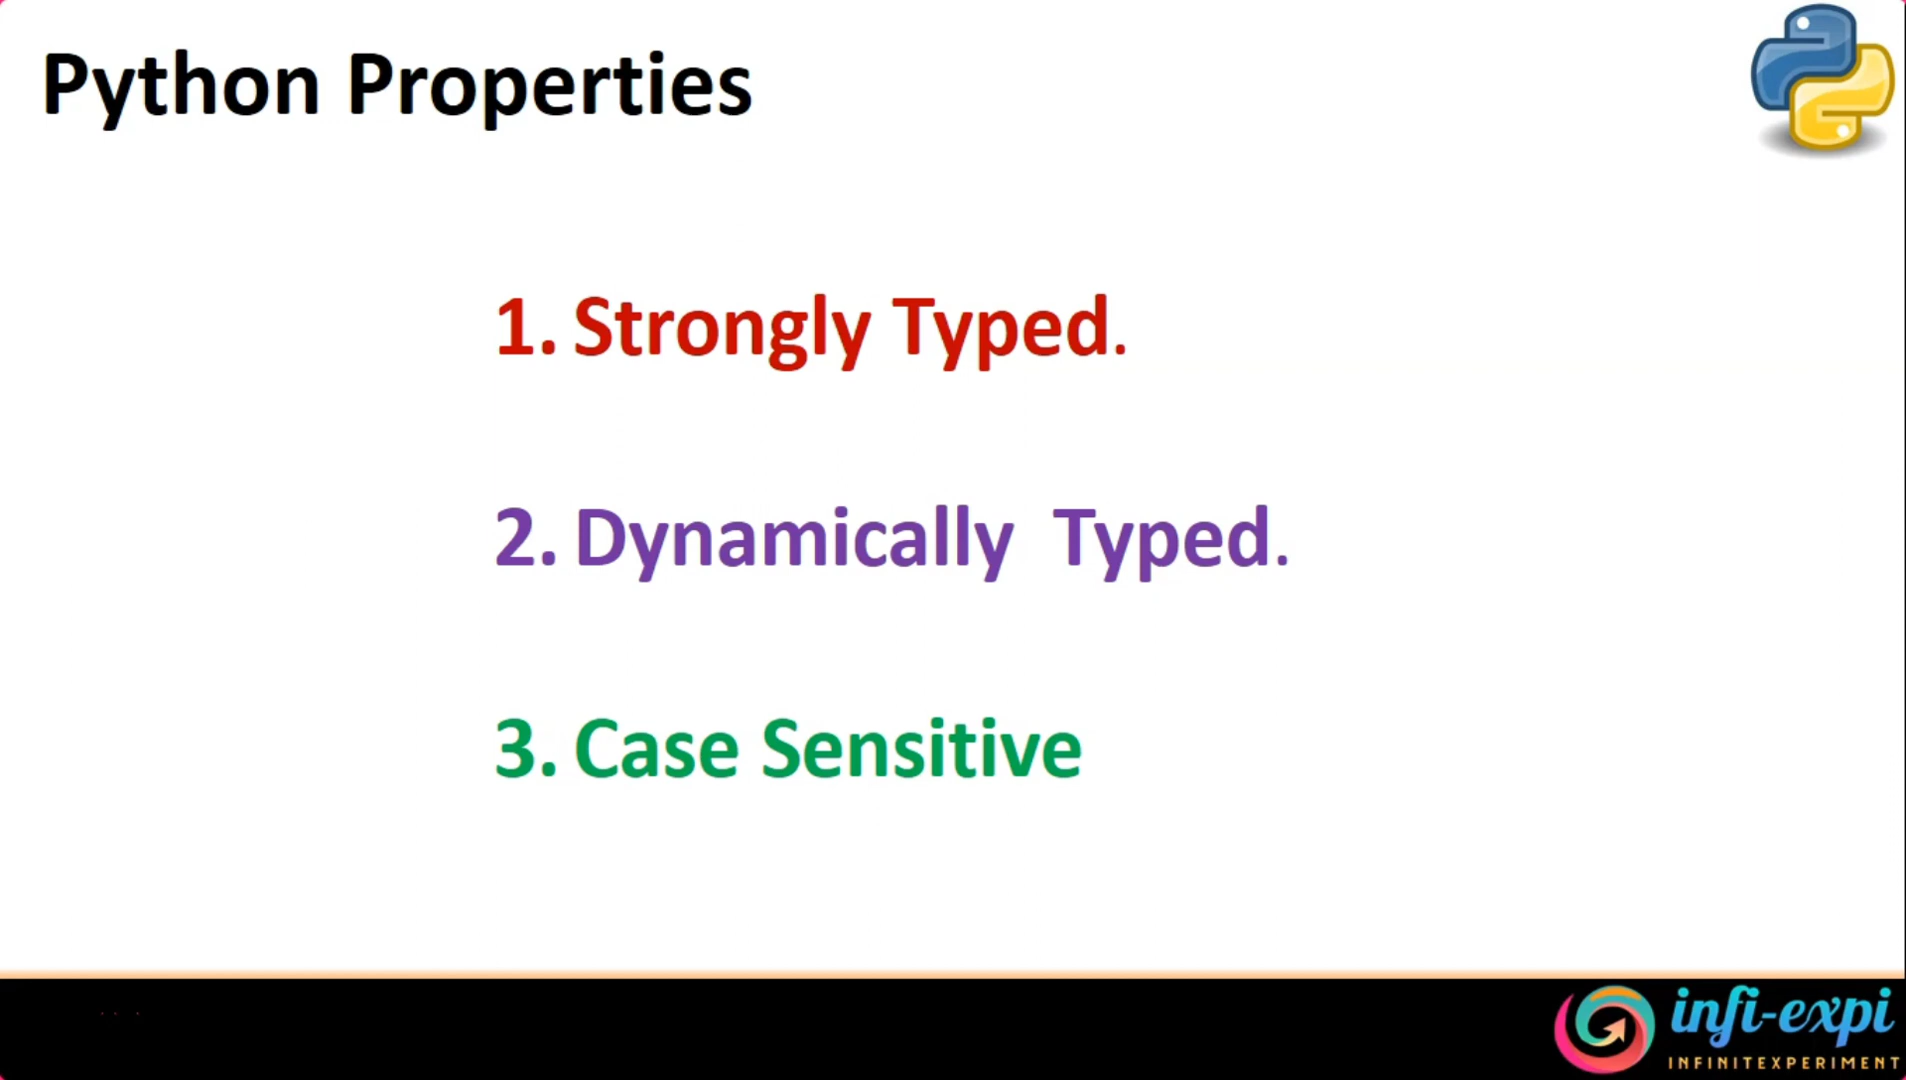 Python Properties
1. Strongly Typed.
2. Dynamically Typed.
3. Case Sensitive
infi-expi
INFINITEXPERIMENT